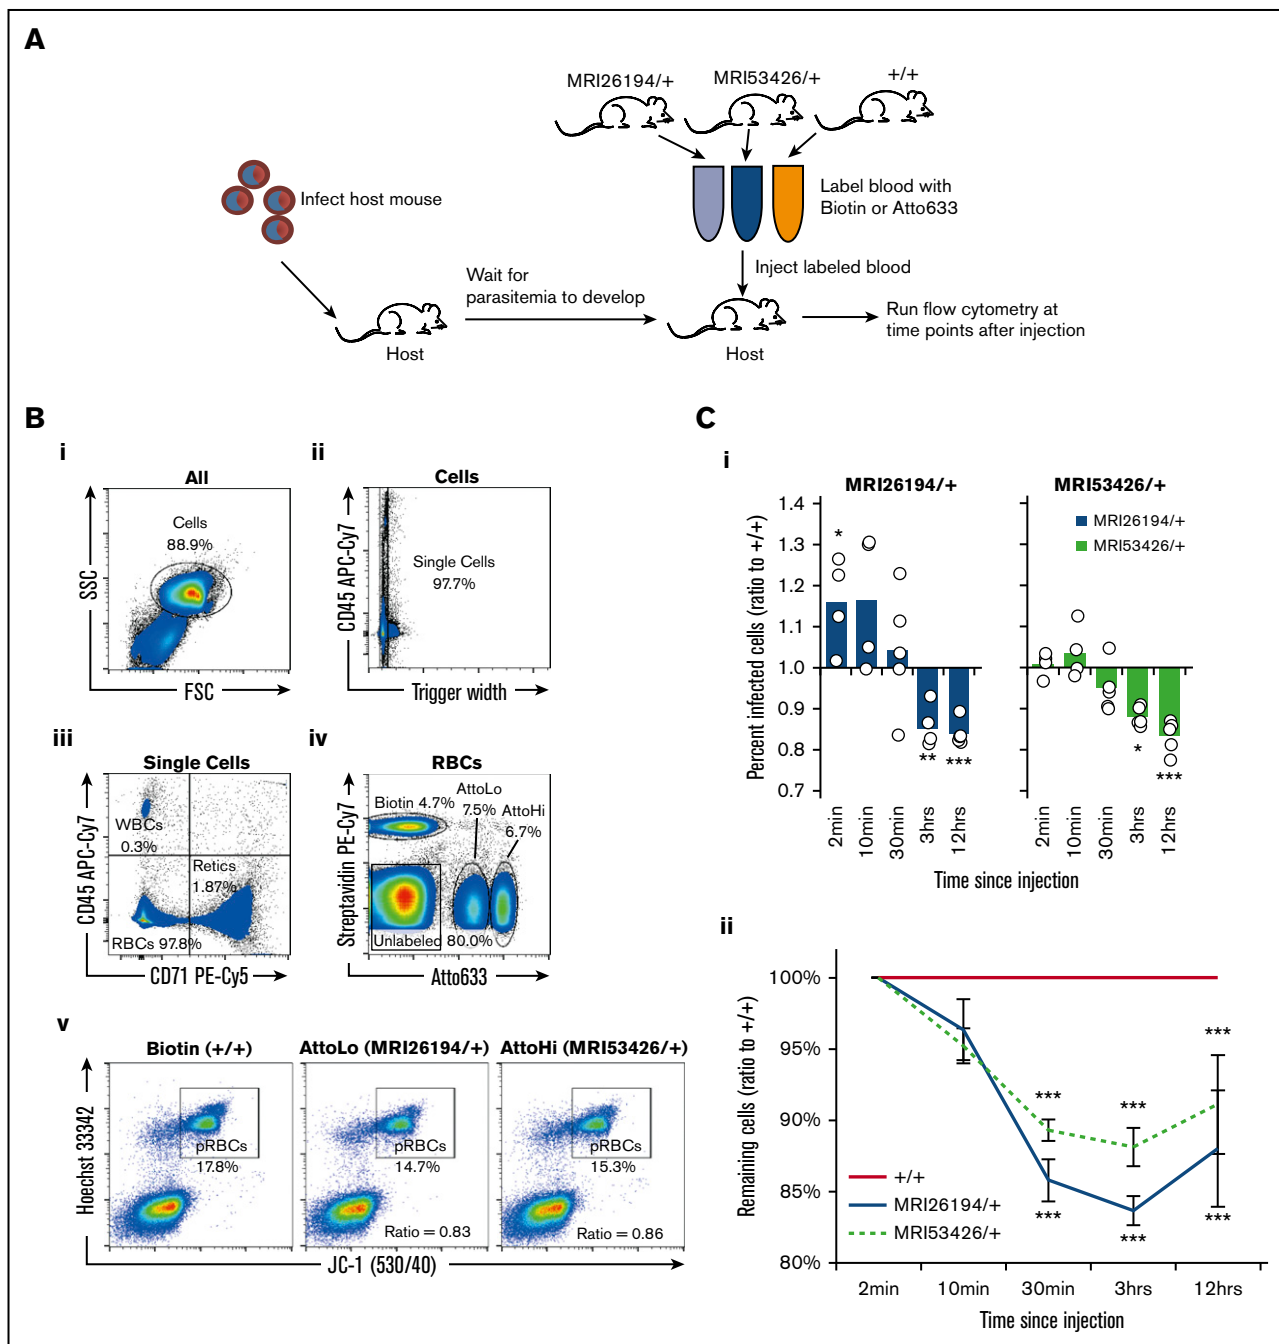 A
MRI26194/+
MRI53426/+
+/+
Infect host mouse
Label blood with
Biotin or Atto633
Inject labeled blood
Wait for
parasitemia to develop
Run flow cytometry at
time points after injection
Host
Host
B
i
All
Cells
88.9%
SSC
FSC
ii
Cells
Single Cells
97.7%
CD45 APC-Cy7
Trigger width
iii
Single Cells
WBCs
0.3%
Retics
1.87%
RBCs 97.8%
CD45 APC-Cy7
CD71 PE-Cy5
iv
RBCs
Biotin 4.7%
AttoLo
7.5%
AttoHi
6.7%
Unlabeled 80.0%
Streptavidin PE-Cy7
Atto633
v
Biotin (+/+)
AttoLo (MRI26194/+)
AttoHi (MRI53426/+)
pRBCs
17.8%
pRBCs
14.7%
pRBCs
15.3%
Ratio = 0.83
Ratio = 0.86
Hoechst 33342
JC-1 (530/40)
C
i
MRI26194/+
MRI53426/+
MRI26194/+
MRI53426/+
Percent infected cells (ratio to +/+)
1.4
1.3
1.2
1.1
1.0
0.9
0.8
0.7
*
**
***
*
***
2min
10min
30min
3hrs
12hrs
2min
10min
30min
3hrs
12hrs
Time since injection
ii
Remaining cells (ratio to +/+)
100%
95%
90%
85%
80%
***
***
***
***
***
***
+/+
MRI26194/+
MRI53426/+
2min
10min
30min
3hrs
12hrs
Time since injection